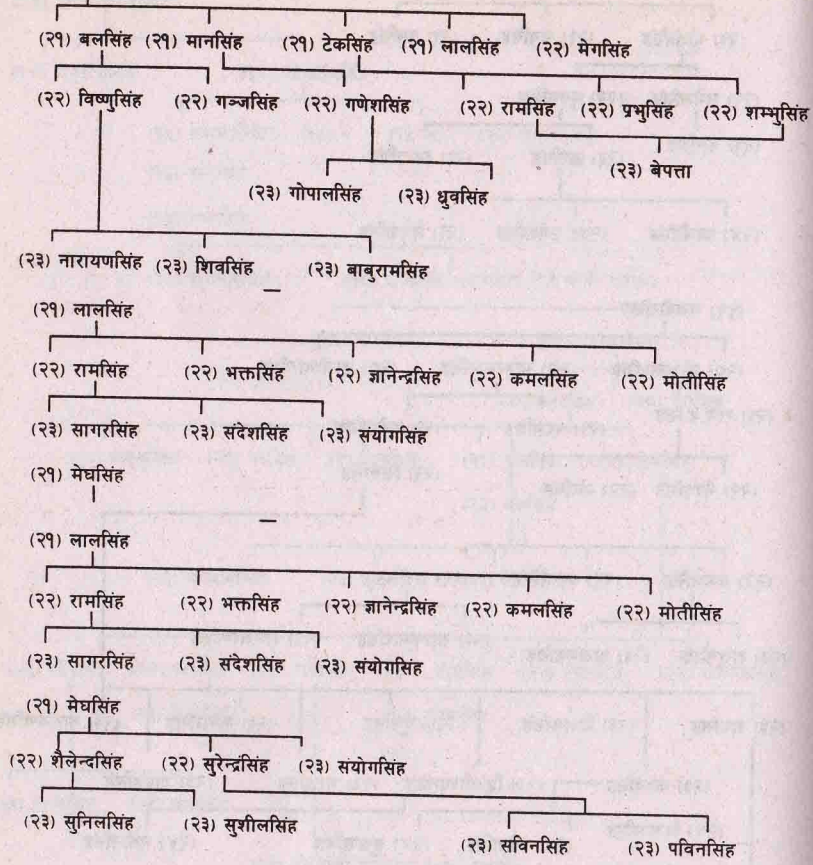 (२१) बलसिंह (२१) मानसिंह (२१) टेकसिंह (२१) लालसिंह (२२) मेगसिंह
(२२) विष्णुसिंह (२२) गञ्जसिंह (२२) गणेशसिंह (२२) रामसिंह (२२) प्रभुसिंह (२२) शम्भुसिंह
(२३) बेपत्ता
(२३) गोपालसिंह (२३) धुवसिंह
(२३) नारायणसिंह (२३) शिवसिंह (२३) बाबुरामसिंह
(२१) लालसिंह
(२२) रामसिंह (२२) भक्तसिंह (२२) ज्ञानेन्द्रसिंह (२२) कमलसिंह (२२) मोतीसिंह
(२३) सागरसिंह (२३) संदेशसिंह (२३) संयोगसिंह
(२१) मेघसिंह
(२१) लालसिंह
(२२) रामसिंह (२२) भक्तसिंह (२२) ज्ञानेन्द्रसिंह (२२) कमलसिंह (२२) मोतीसिंह
(२३) सागरसिंह (२३) संदेशसिंह (२३) संयोगसिंह
(२१) मेघसिंह
(२२) शैलेन्दसिंह (२२) सुरेन्द्रसिंह (२३) संयोगसिंह
(२३) सुनिलसिंह (२३) सुशीलसिंह
(२३) सविनसिंह (२३) पविनसिंह